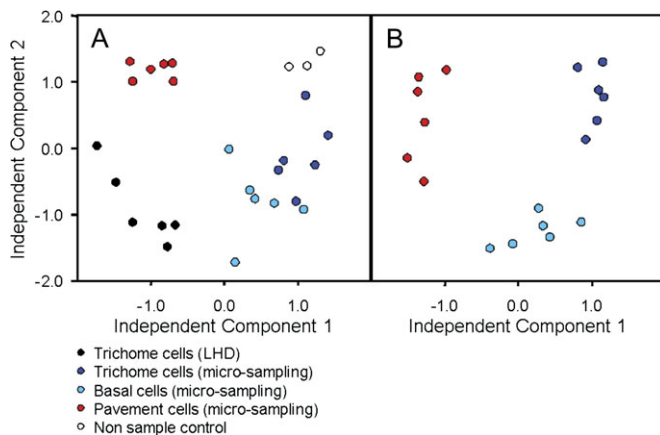 2.0
A
B
1.0
0.0
-1.0
-2.0
Independent Component 2
-1.0 0.0 1.0 -1.0 0.0 1.0
Independent Component 1 Independent Component 1
Trichome cells (LHD)
Trichome cells (micro-sampling)
Basal cells (micro-sampling)
Pavement cells (micro-sampling)
Non sample control